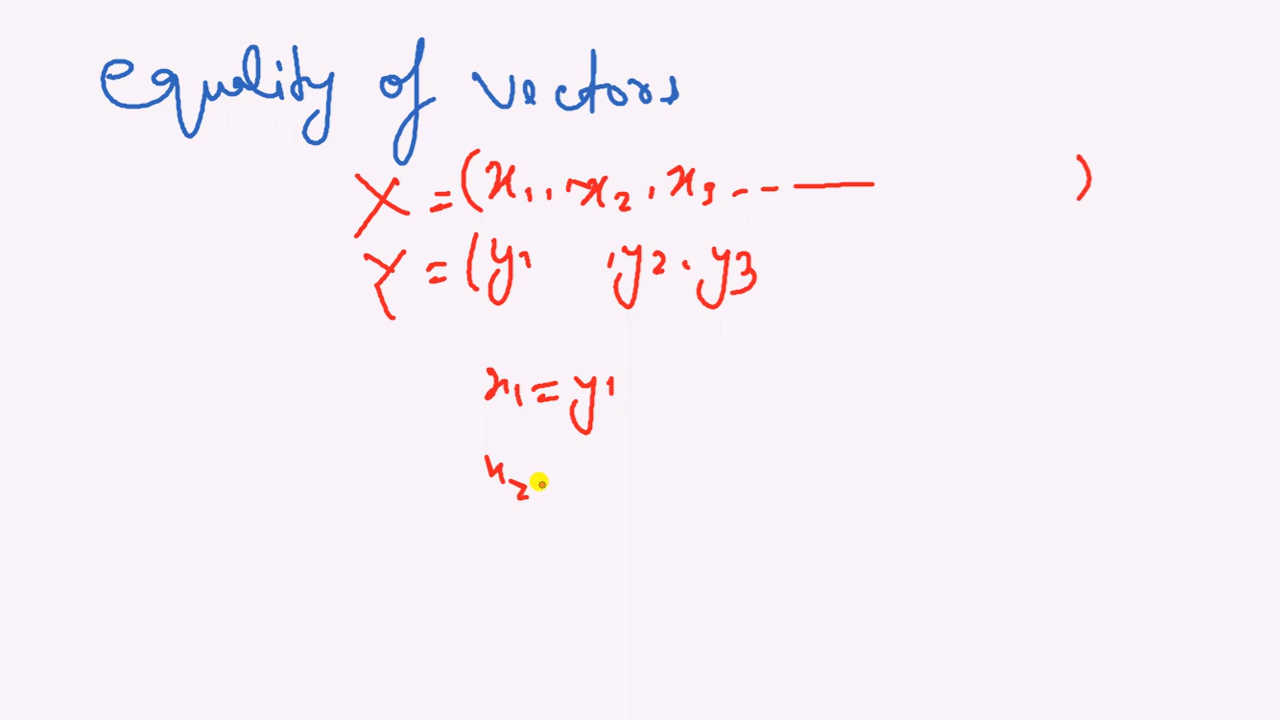 equality of vectors
X = (x1, x2, x3 -- — )
Y = (y1 , y2 . y3
x1 = y1
x2